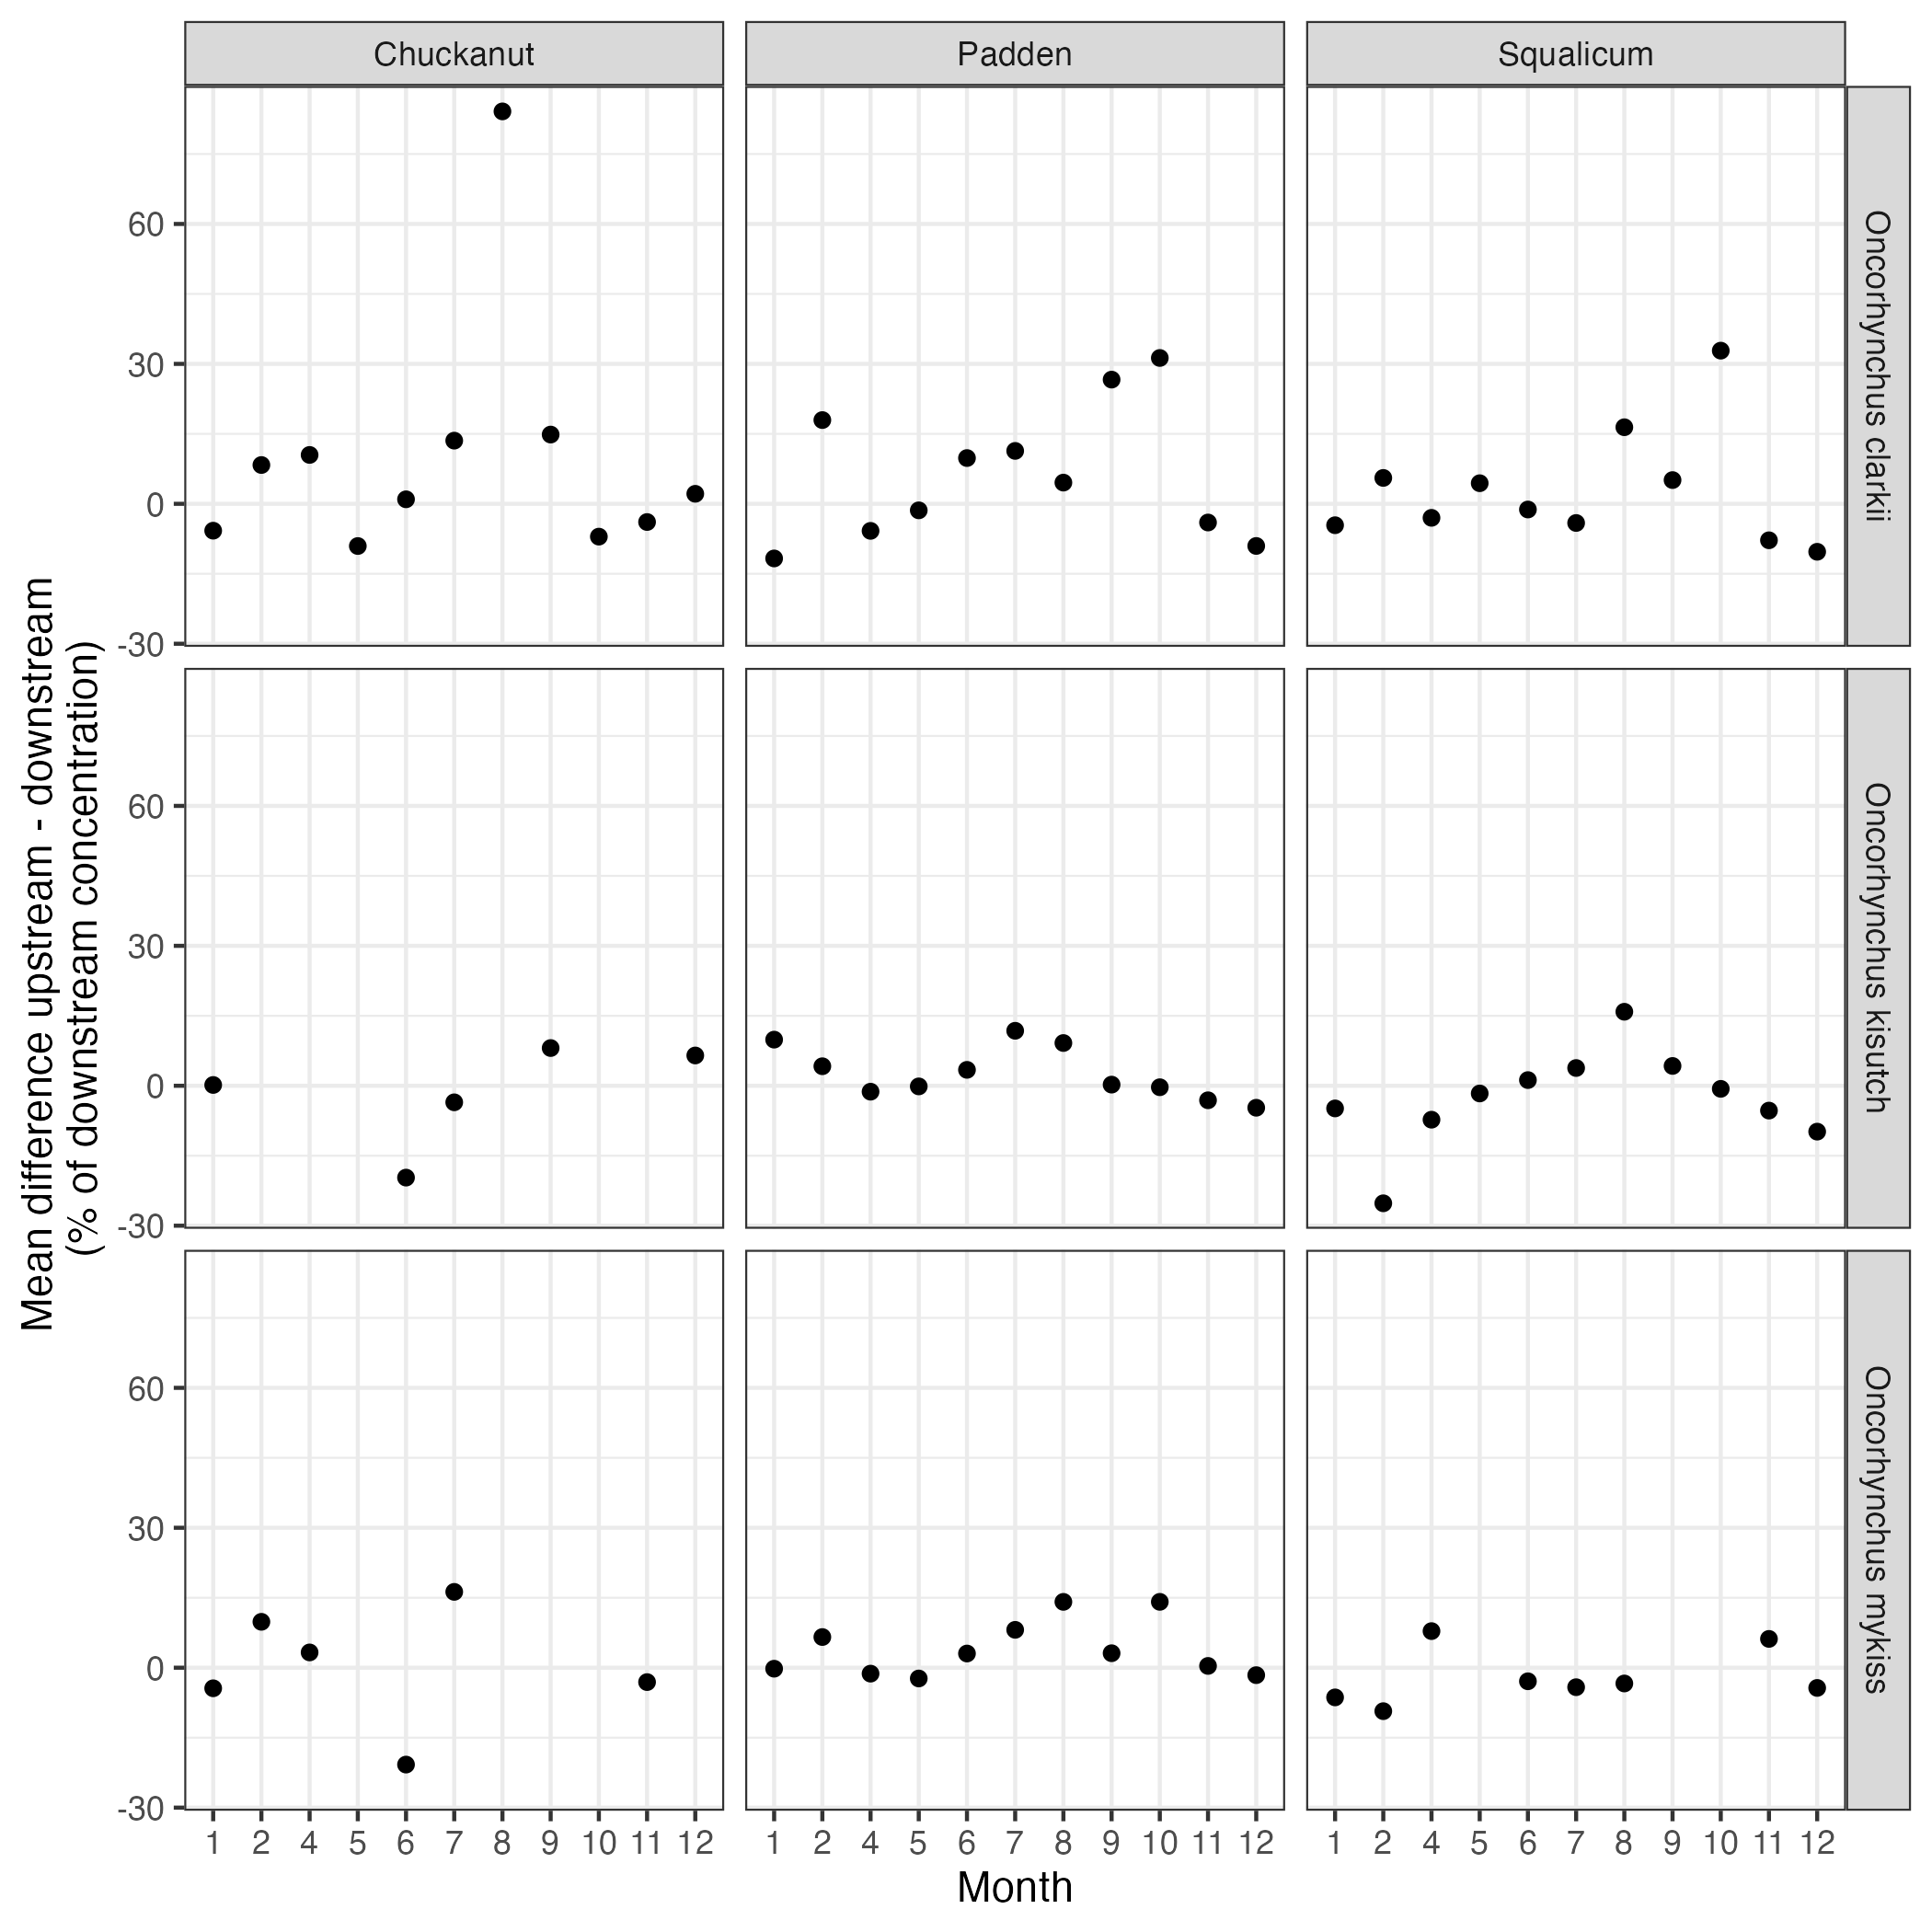 Chuckanut Padden Squalicum
Mean difference upstream - downstream
(% of downstream concentration)
60
30
0
-30
Oncorhynchus clarkii
60
30
0
-30
Oncorhynchus kisutch
60
30
0
-30
Oncorhynchus mykiss
1 2 4 5 6 7 8 9 10 11 12 1 2 4 5 6 7 8 9 10 11 12 1 2 4 5 6 7 8 9 10 11 12
Month